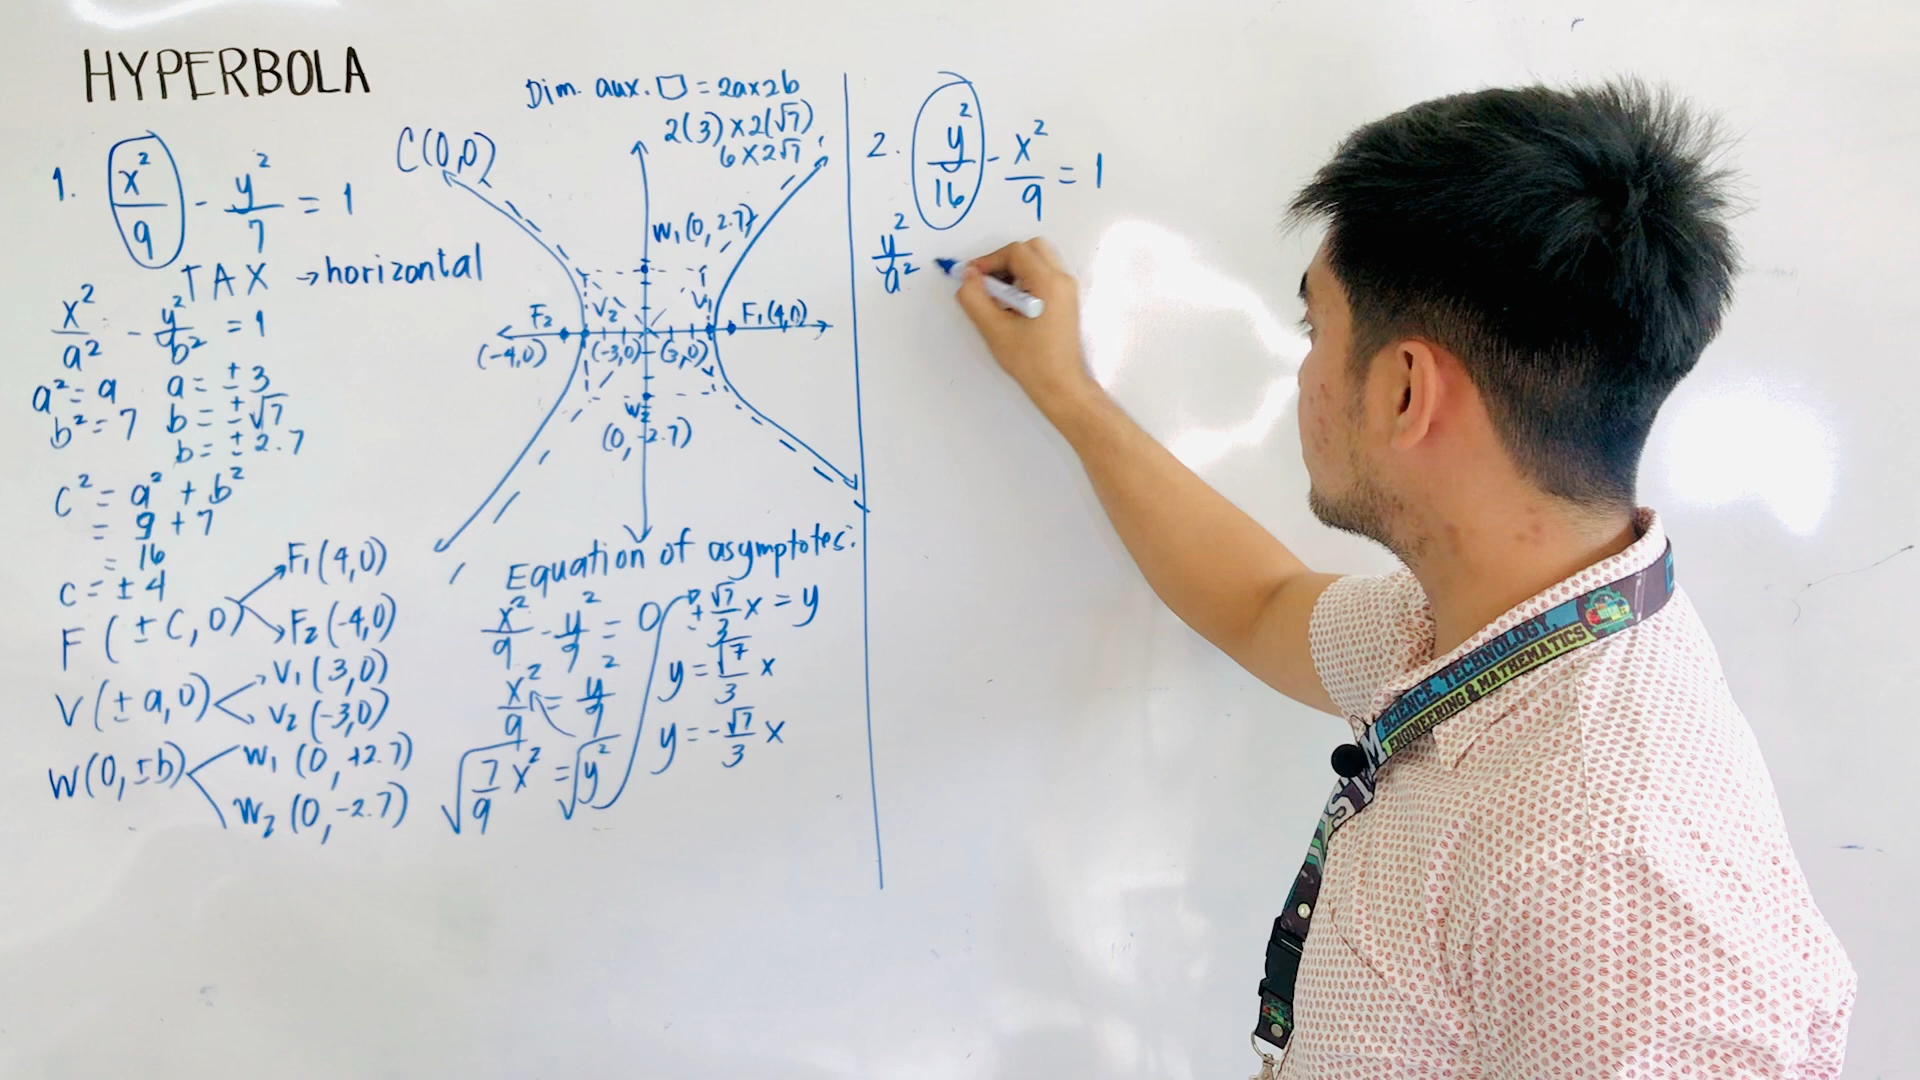 HYPERBOLA
1. x²/9 - y²/7 = 1
TAX → horizontal
x²/a² - y²/b² = 1
a² = 9 a = ± 3
b² = 7 b = ± √7
b = ± 2.7
c² = a² + b²
= 9 + 7
= 16
c = ± 4
F (± C, 0) F₁ (4, 0)
F₂ (-4, 0)
V (± a, 0) V₁ (3, 0)
V₂ (-3, 0)
W (0, ± b) W₁ (0, +2.7)
W₂ (0, -2.7)
C(0,0)
Dim. aux. ▭ = 2a x 2b
2(3) x 2(√7)
6 x 2√7
W₁ (0, 2.7)
V₂ V₁
F₂ F₁ (4, 0)
(-4, 0) (-3, 0) (3, 0)
W₂
(0, -2.7)
Equation of asymptotes:
x²/9 - y²/7 = 0
x²/9 = y²/7
√7/9 x² = √y²
± √7/3 x = y
y = √7/3 x
y = - √7/3 x
2. y²/16 - x²/9 = 1
y²/a²
SCIENCE, TECHNOLOGY,
ENGINEERING & MATHEMATICS